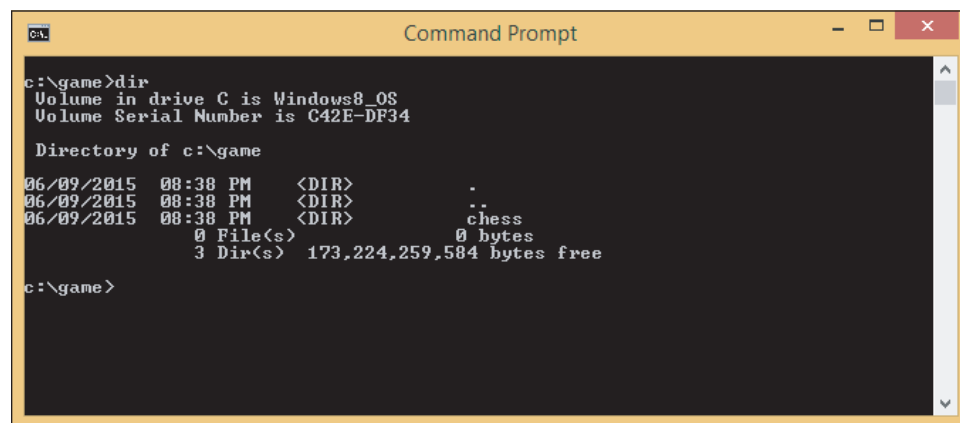 C:\.
Command Prompt
c:\game>dir
 Volume in drive C is Windows8_OS
 Volume Serial Number is C42E-DF34
 Directory of c:\game
06/09/2015  08:38 PM    <DIR>          .
06/09/2015  08:38 PM    <DIR>          ..
06/09/2015  08:38 PM    <DIR>          chess
               0 File(s)              0 bytes
               3 Dir(s)  173,224,259,584 bytes free
c:\game>